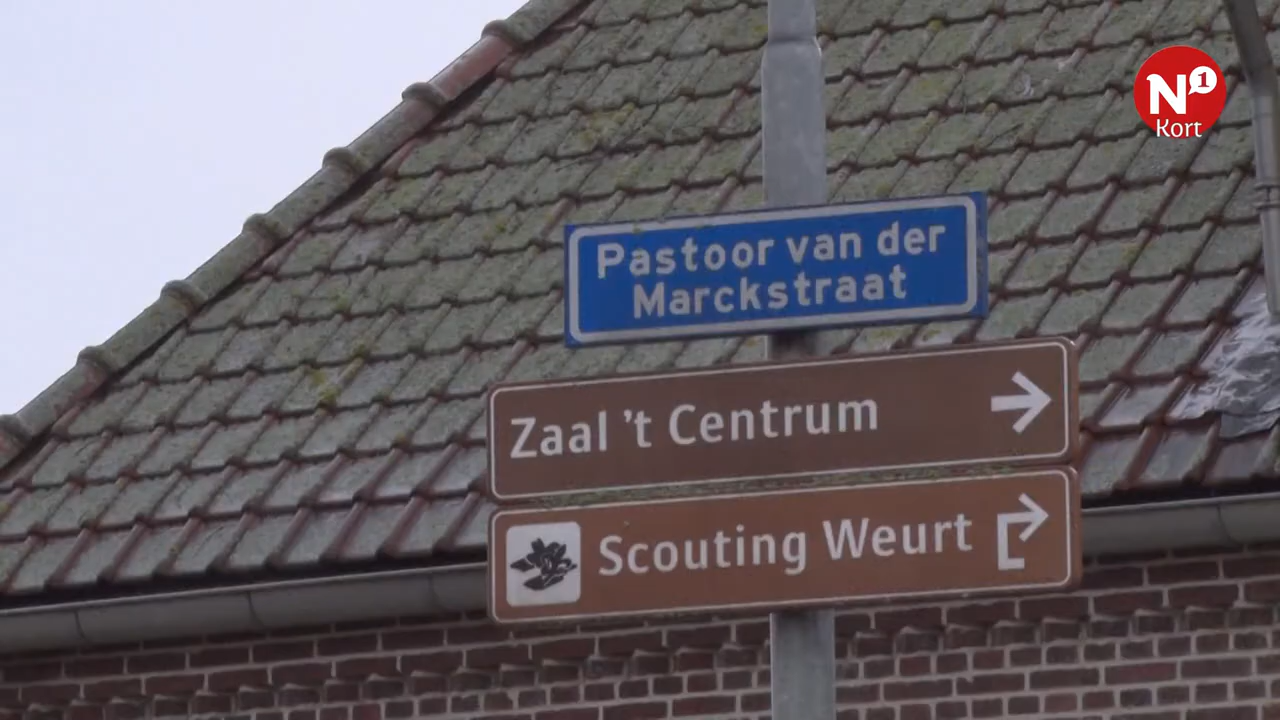 N1
Kort
Pastoor van der
Marckstraat
Zaal 't Centrum
Scouting Weurt